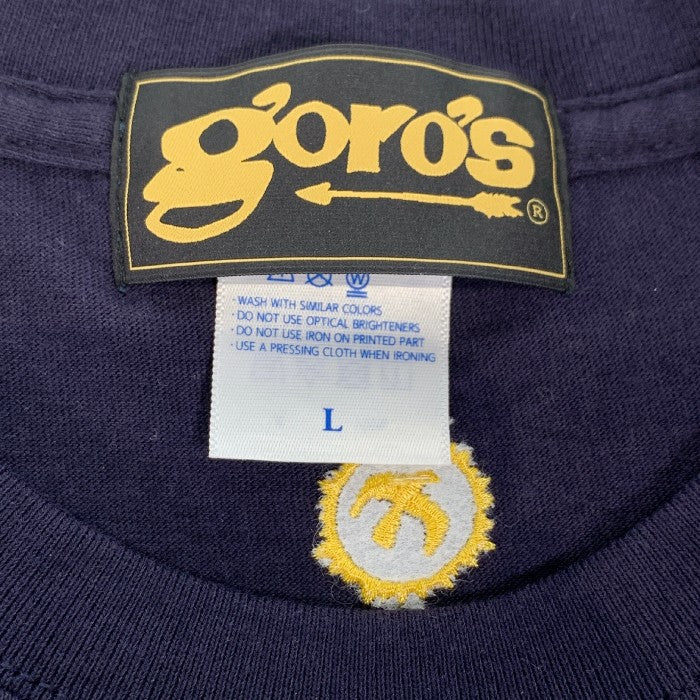 goro's
®
W
· WASH WITH SIMILAR COLORS
· DO NOT USE OPTICAL BRIGHTENERS
· DO NOT USE IRON ON PRINTED PART
· USE A PRESSING CLOTH WHEN IRONING
L